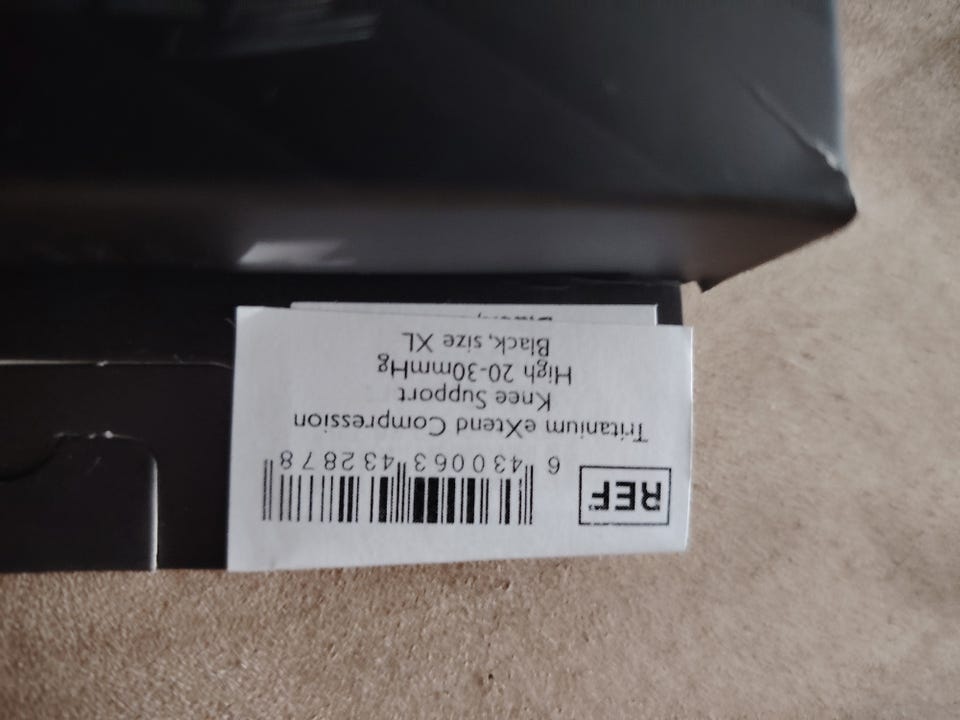 REF
6 430063 432878
Tritanium eXtend Compression
Knee Support
High 20-30mmHg
Black, size XL